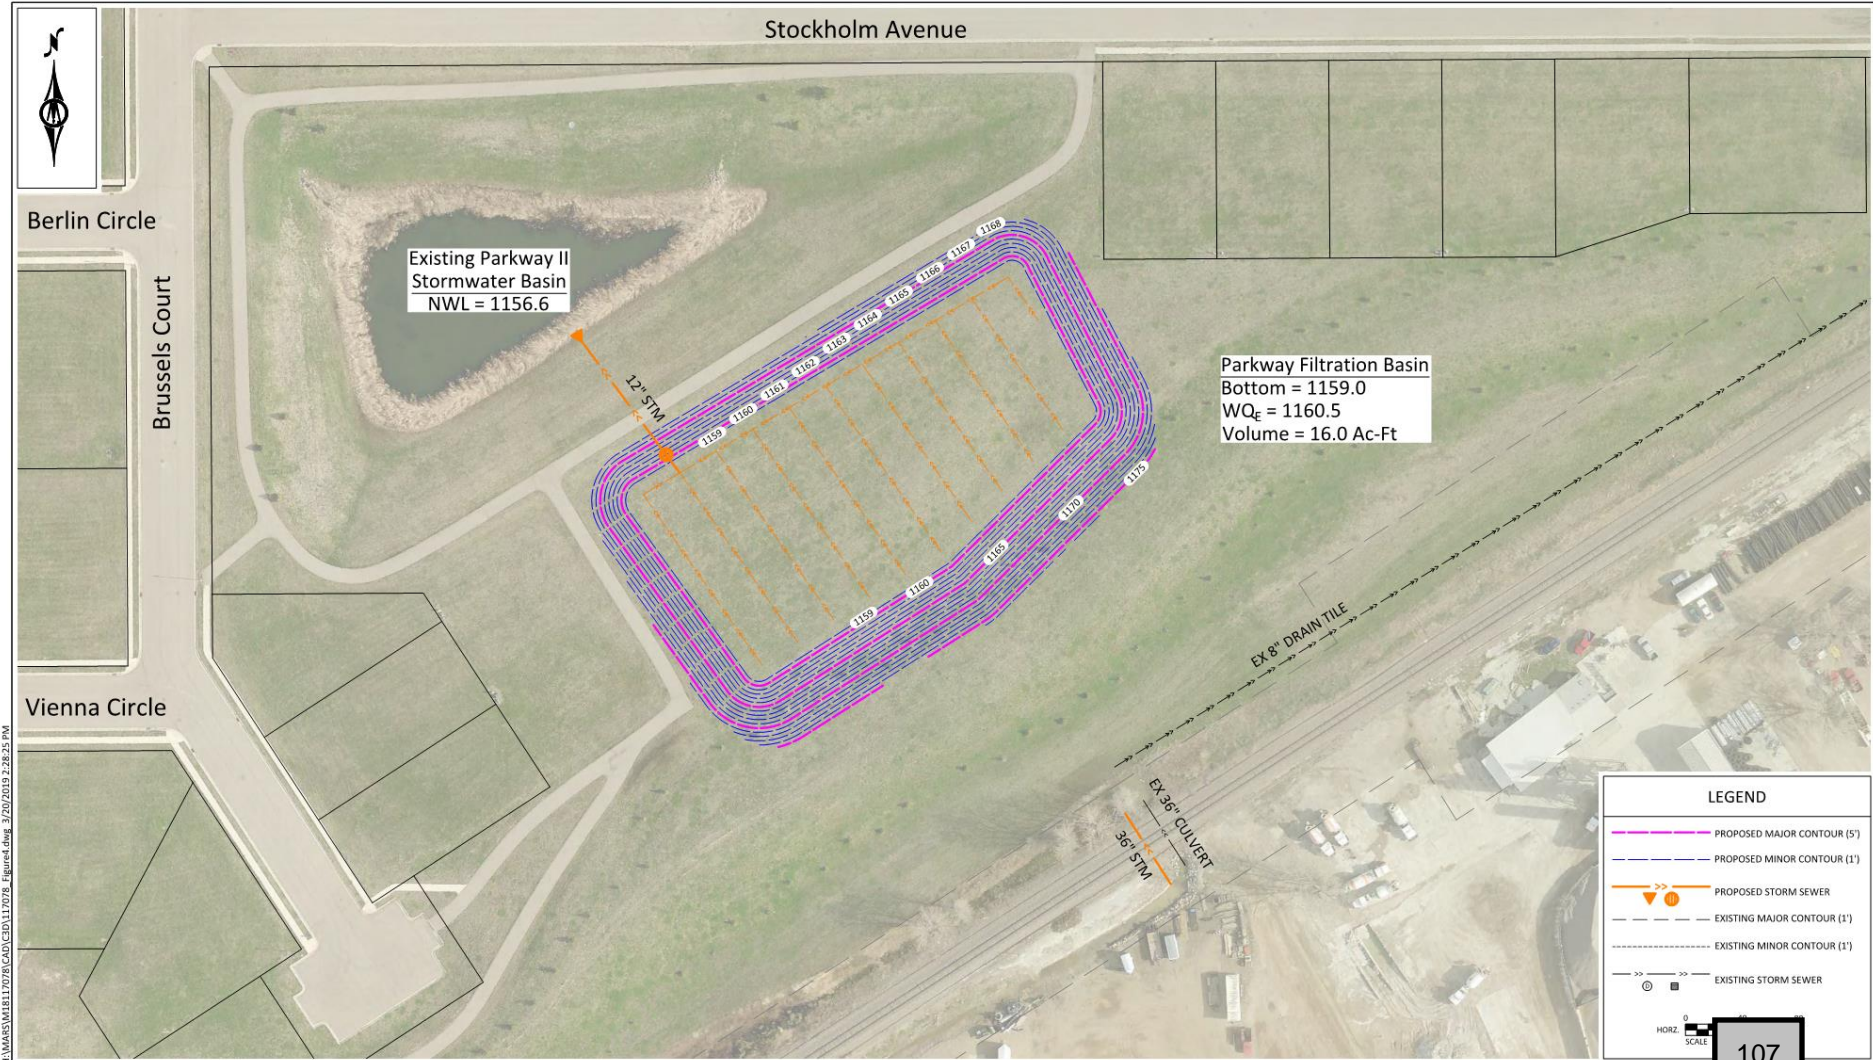 N
Stockholm Avenue
Berlin Circle
Brussels Court
Vienna Circle
Existing Parkway II
Stormwater Basin
NWL = 1156.6
12" STM
1168
1167
1166
1165
1164
1163
1162
1161
1160
1159
1175
1170
1165
1160
1159
Parkway Filtration Basin
Bottom = 1159.0
WQE = 1160.5
Volume = 16.0 Ac-Ft
EX 8" DRAIN TILE
EX 36" CULVERT
36" STM
LEGEND
PROPOSED MAJOR CONTOUR (5')
PROPOSED MINOR CONTOUR (1')
PROPOSED STORM SEWER
EXISTING MAJOR CONTOUR (1')
EXISTING MINOR CONTOUR (1')
EXISTING STORM SEWER
D
0
HORZ.
SCALE
107